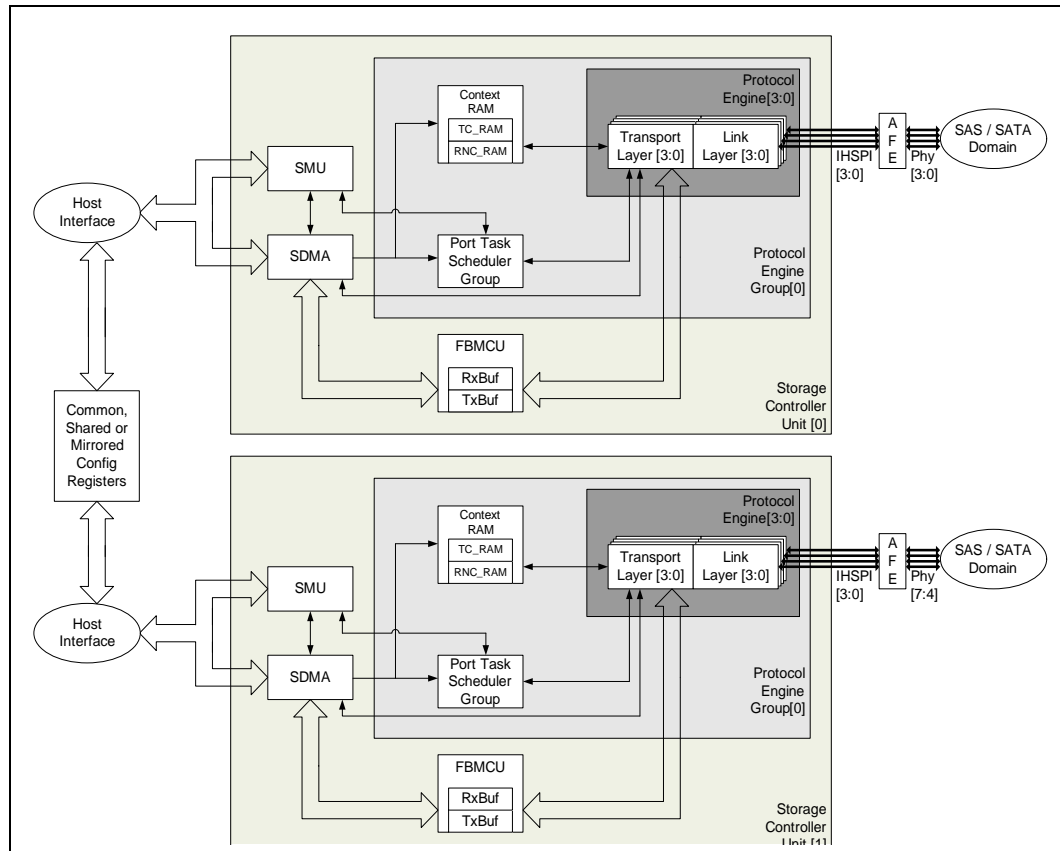 Protocol
Engine[3:0]
Context
RAM
TC_RAM
RNC_RAM
Transport
Layer [3:0]
Link
Layer [3:0]
A
F
E
IHSPI
[3:0]
Phy
[3:0]
SAS / SATA
Domain
SMU
Host
Interface
SDMA
Port Task
Scheduler
Group
Protocol
Engine
Group[0]
FBMCU
RxBuf
TxBuf
Storage
Controller
Unit [0]
Common,
Shared or
Mirrored
Config
Registers
Protocol
Engine[3:0]
Context
RAM
TC_RAM
RNC_RAM
Transport
Layer [3:0]
Link
Layer [3:0]
A
F
E
IHSPI
[3:0]
Phy
[7:4]
SAS / SATA
Domain
SMU
Host
Interface
SDMA
Port Task
Scheduler
Group
Protocol
Engine
Group[0]
FBMCU
RxBuf
TxBuf
Storage
Controller
Unit [1]